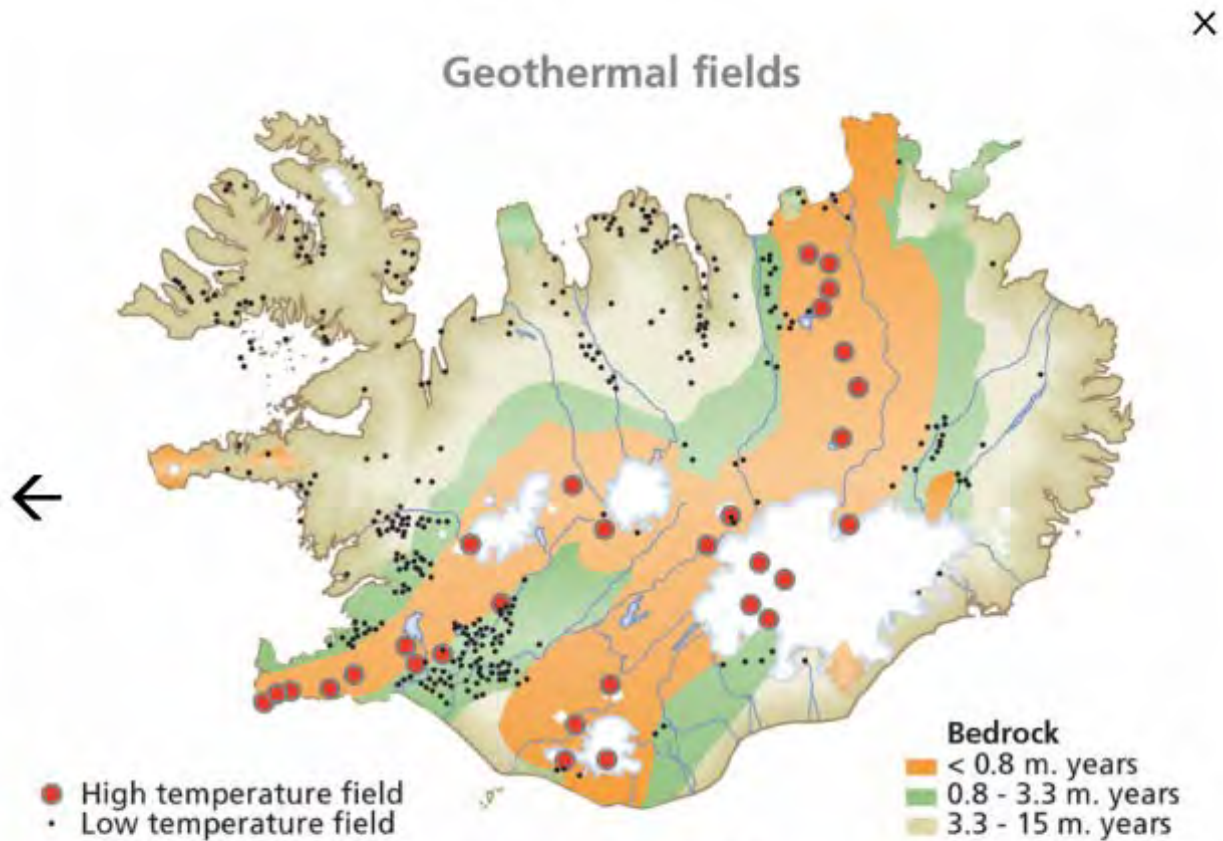 Geothermal fields
High temperature field
Low temperature field
Bedrock
< 0.8 m. years
0.8 - 3.3 m. years
3.3 - 15 m. years